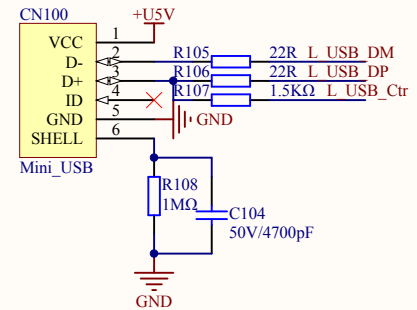 CN100
+U5V
VCC 1
D- 2 R105 22R L_USB_DM
D+ 3 R106 22R L_USB_DP
ID 4 R107 1.5KΩ L_USB_Ctr
GND 5 GND
SHELL 6
Mini_USB
R108
1MΩ
C104
50V/4700pF
GND